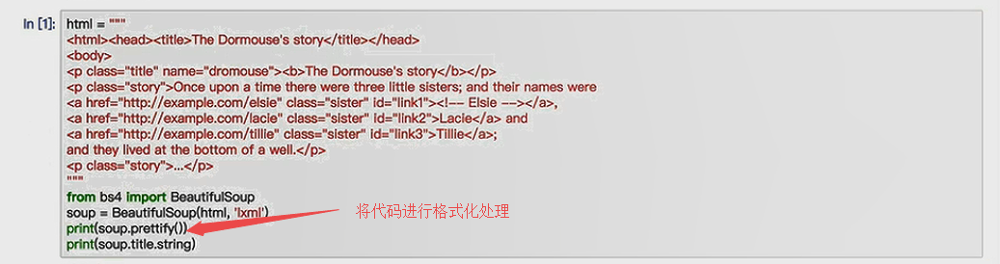 In [1]: html = """
<html><head><title>The Dormouse's story</title></head>
<body>
<p class="title" name="dromouse"><b>The Dormouse's story</b></p>
<p class="story">Once upon a time there were three little sisters; and their names were
<a href="http://example.com/elsie" class="sister" id="link1"><!-- Elsie --></a>,
<a href="http://example.com/lacie" class="sister" id="link2">Lacie</a> and
<a href="http://example.com/tillie" class="sister" id="link3">Tillie</a>;
and they lived at the bottom of a well.</p>
<p class="story">...</p>
"""
from bs4 import BeautifulSoup
soup = BeautifulSoup(html, 'lxml')
将代码进行格式化处理
print(soup.prettify())
print(soup.title.string)